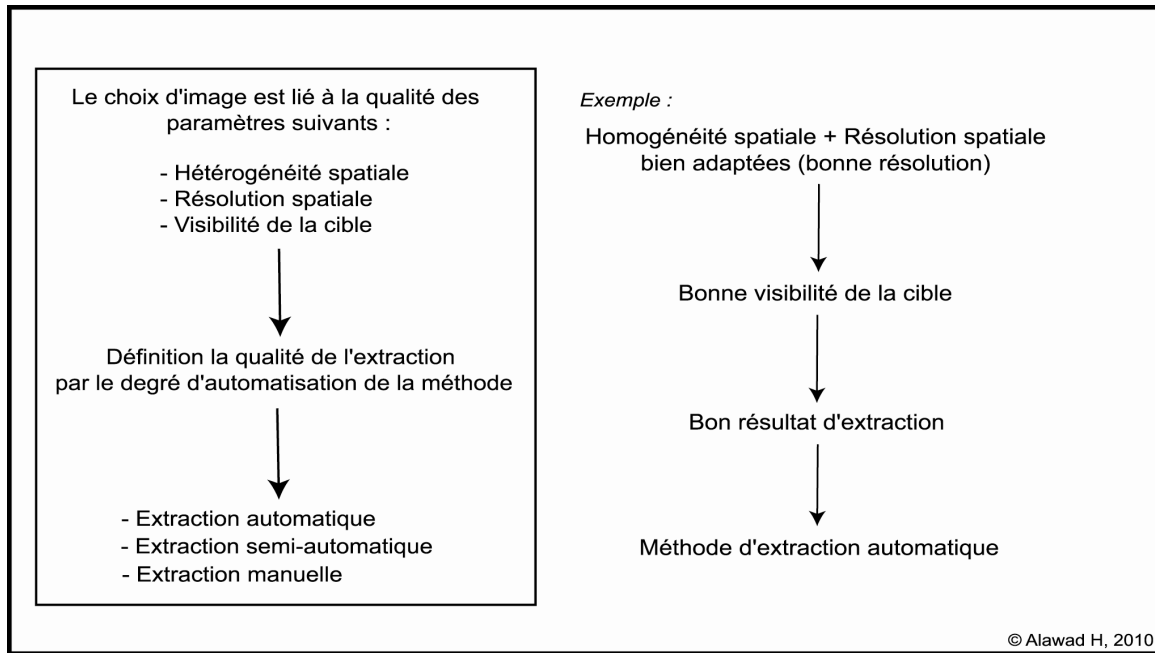 Le choix d'image est lié à la qualité des
paramètres suivants :
- Hétérogénéité spatiale
- Résolution spatiale
- Visibilité de la cible
Définition la qualité de l'extraction
par le degré d'automatisation de la méthode
- Extraction automatique
- Extraction semi-automatique
- Extraction manuelle
Exemple :
Homogénéité spatiale + Résolution spatiale
bien adaptées (bonne résolution)
Bonne visibilité de la cible
Bon résultat d'extraction
Méthode d'extraction automatique
© Alawad H, 2010